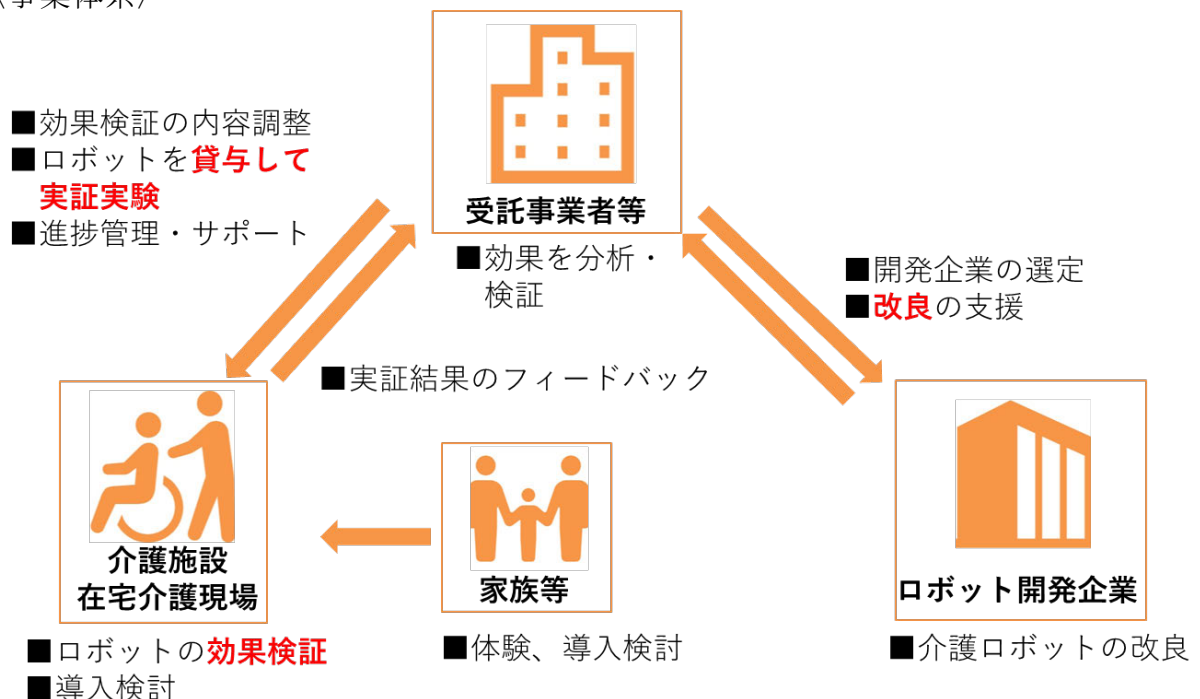 (事業体系)
■効果検証の内容調整
■ロボットを貸与して
実証実験
■進捗管理・サポート
受託事業者等
■効果を分析・
検証
■開発企業の選定
■改良の支援
■実証結果のフィードバック
介護施設
在宅介護現場
■ロボットの効果検証
■導入検討
家族等
■体験、導入検討
ロボット開発企業
■介護ロボットの改良